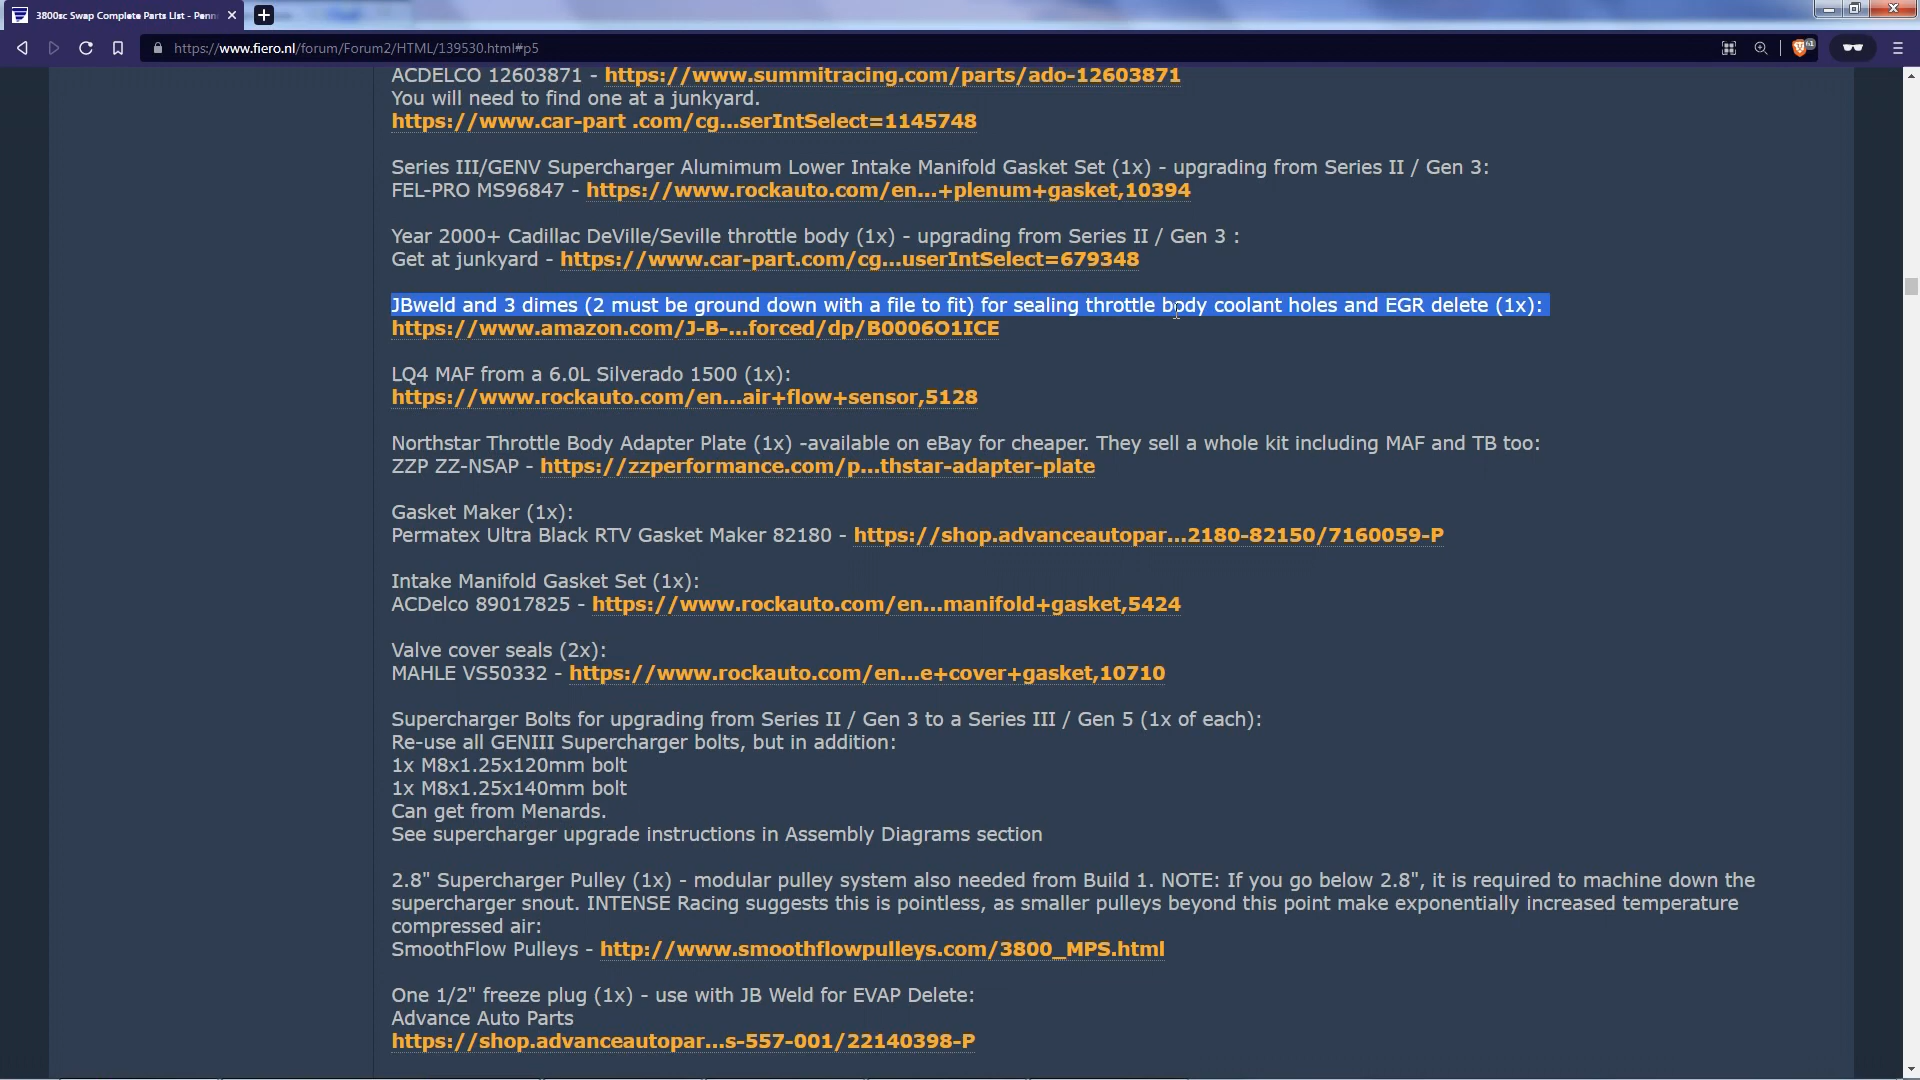 3800sc Swap Complete Parts List - Penn
https://www.fiero.nl/forum/Forum2/HTML/139530.html#p5
ACDELCO 12603871 - https://www.summitracing.com/parts/ado-12603871
You will need to find one at a junkyard.
https://www.car-part .com/cg...serIntSelect=1145748
Series III/GENV Supercharger Alumimum Lower Intake Manifold Gasket Set (1x) - upgrading from Series II / Gen 3:
FEL-PRO MS96847 - https://www.rockauto.com/en...+plenum+gasket,10394
Year 2000+ Cadillac DeVille/Seville throttle body (1x) - upgrading from Series II / Gen 3 :
Get at junkyard - https://www.car-part.com/cg...userIntSelect=679348
JBweld and 3 dimes (2 must be ground down with a file to fit) for sealing throttle body coolant holes and EGR delete (1x):
https://www.amazon.com/J-B-...forced/dp/B0006O1ICE
LQ4 MAF from a 6.0L Silverado 1500 (1x):
https://www.rockauto.com/en...air+flow+sensor,5128
Northstar Throttle Body Adapter Plate (1x) -available on eBay for cheaper. They sell a whole kit including MAF and TB too:
ZZP ZZ-NSAP - https://zzperformance.com/p...thstar-adapter-plate
Gasket Maker (1x):
Permatex Ultra Black RTV Gasket Maker 82180 - https://shop.advanceautopar...2180-82150/7160059-P
Intake Manifold Gasket Set (1x):
ACDelco 89017825 - https://www.rockauto.com/en...manifold+gasket,5424
Valve cover seals (2x):
MAHLE VS50332 - https://www.rockauto.com/en...e+cover+gasket,10710
Supercharger Bolts for upgrading from Series II / Gen 3 to a Series III / Gen 5 (1x of each):
Re-use all GENIII Supercharger bolts, but in addition:
1x M8x1.25x120mm bolt
1x M8x1.25x140mm bolt
Can get from Menards.
See supercharger upgrade instructions in Assembly Diagrams section
2.8" Supercharger Pulley (1x) - modular pulley system also needed from Build 1. NOTE: If you go below 2.8", it is required to machine down the
supercharger snout. INTENSE Racing suggests this is pointless, as smaller pulleys beyond this point make exponentially increased temperature
compressed air:
SmoothFlow Pulleys - http://www.smoothflowpulleys.com/3800_MPS.html
One 1/2" freeze plug (1x) - use with JB Weld for EVAP Delete:
Advance Auto Parts
https://shop.advanceautopar...s-557-001/22140398-P